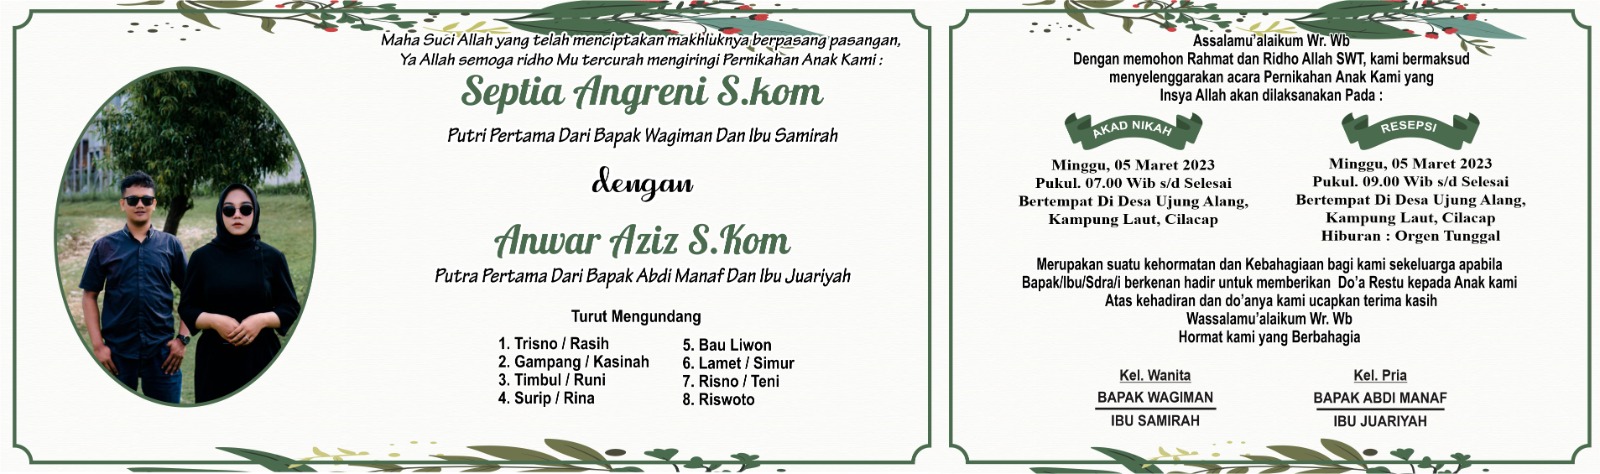 Maha Suci Allah yang telah menciptakan makhluknya berpasang pasangan,
Ya Allah semoga ridho Mu tercurah mengiringi Pernikahan Anak Kami :
Septia Angreni S.kom
Putri Pertama Dari Bapak Wagiman Dan Ibu Samirah
dengan
Anwar Aziz S.Kom
Putra Pertama Dari Bapak Abdi Manaf Dan Ibu Juariyah
Turut Mengundang
1. Trisno / Rasih
2. Gampang / Kasinah
3. Timbul / Runi
4. Surip / Rina
5. Bau Liwon
6. Lamet / Simur
7. Risno / Teni
8. Riswoto
Assalamu'alaikum Wr. Wb
Dengan memohon Rahmat dan Ridho Allah SWT, kami bermaksud
menyelenggarakan acara Pernikahan Anak Kami yang
Insya Allah akan dilaksanakan Pada :
AKAD NIKAH
Minggu, 05 Maret 2023
Pukul. 07.00 Wib s/d Selesai
Bertempat Di Desa Ujung Alang,
Kampung Laut, Cilacap
RESEPSI
Minggu, 05 Maret 2023
Pukul. 09.00 Wib s/d Selesai
Bertempat Di Desa Ujung Alang,
Kampung Laut, Cilacap
Hiburan : Orgen Tunggal
Merupakan suatu kehormatan dan Kebahagiaan bagi kami sekeluarga apabila
Bapak/Ibu/Sdra/i berkenan hadir untuk memberikan Do'a Restu kepada Anak kami
Atas kehadiran dan do'anya kami ucapkan terima kasih
Wassalamu'alaikum Wr. Wb
Hormat kami yang Berbahagia
Kel. Wanita
BAPAK WAGIMAN
IBU SAMIRAH
Kel. Pria
BAPAK ABDI MANAF
IBU JUARIYAH